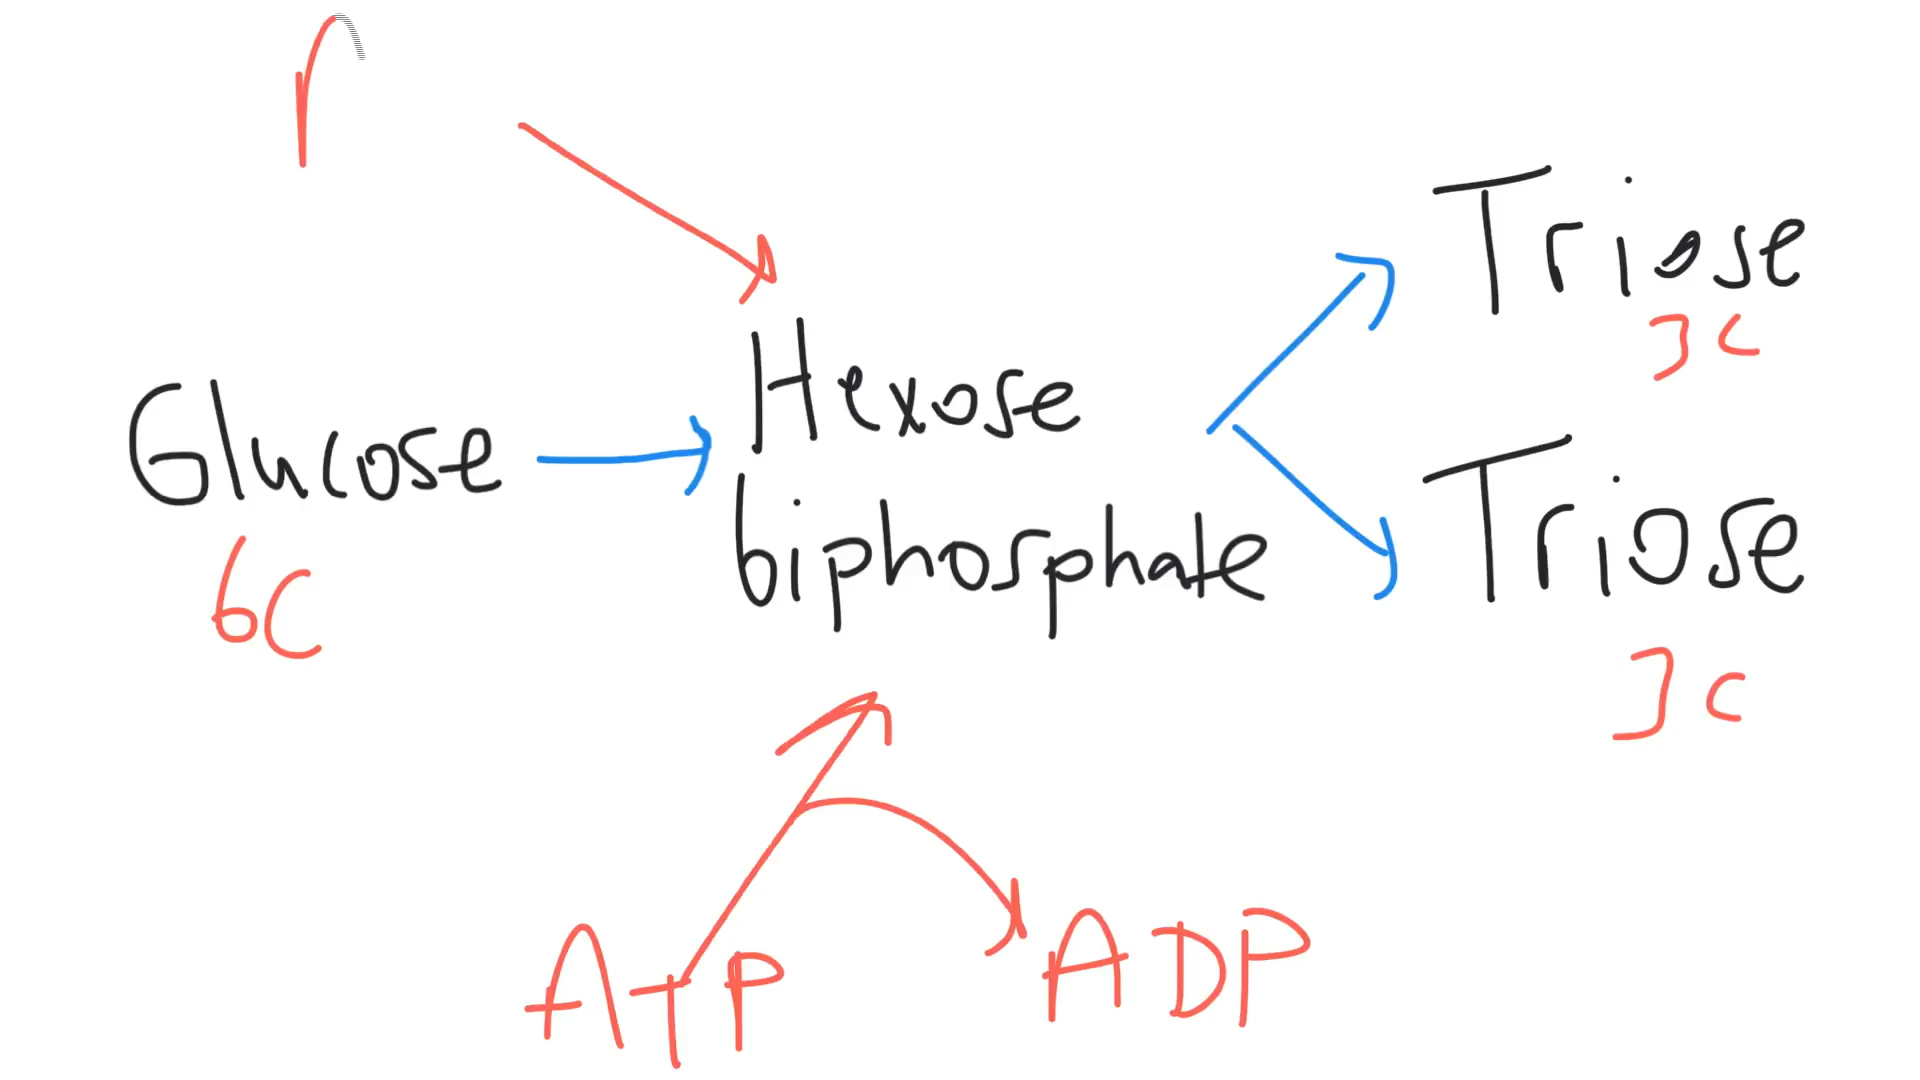 Glucose
6C
Hexose
biphosphate
Triose
3C
Triose
3C
ATP
ADP